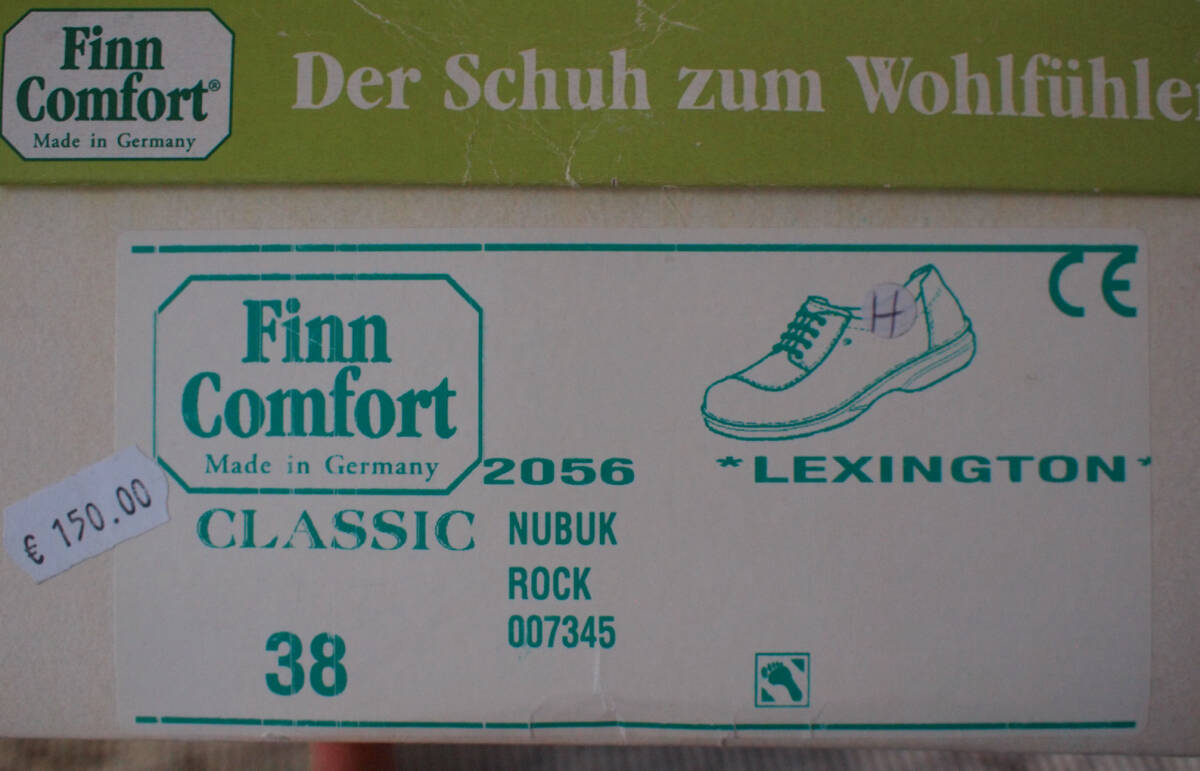 Finn
Comfort®
Made in Germany
Der Schuh zum Wohlfühle
CE
Finn
Comfort
Made in Germany
H
2056
*LEXINGTON*
€ 150.00
CLASSIC
NUBUK
ROCK
007345
38